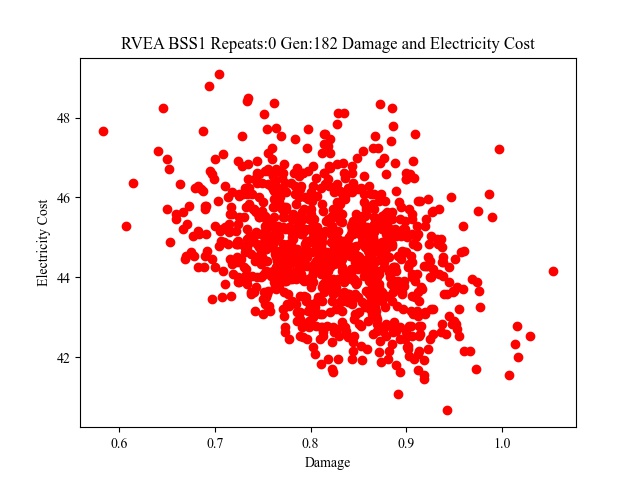 RVEA BSS1 Repeats:0 Gen:182 Damage and Electricity Cost
48
46
44
42
Electricity Cost
0.6 0.7 0.8 0.9 1.0
Damage